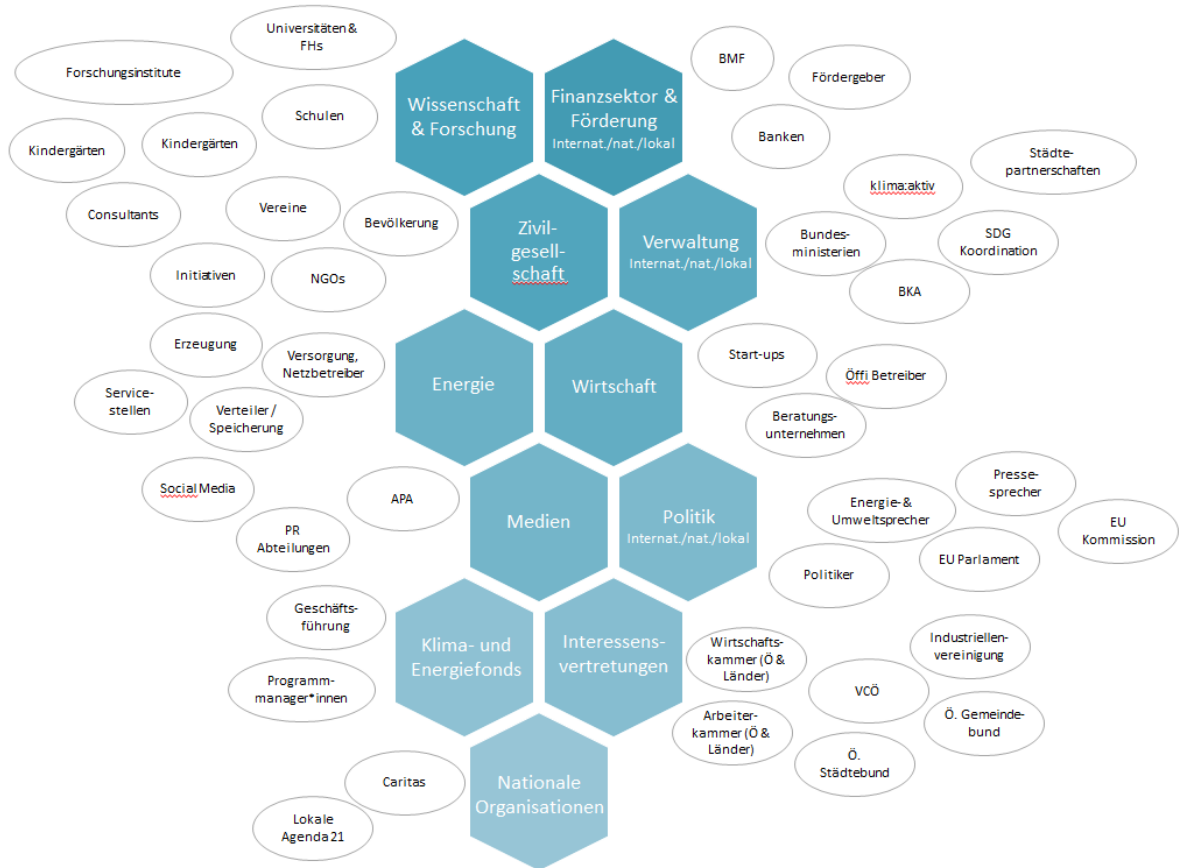 Universitäten &
FHs
Forschungsinstitute
Schulen
Kindergärten
Kindergärten
Consultants
Vereine
Bevölkerung
Initiativen
NGOs
Wissenschaft
& Forschung
Finanzsektor &
Förderung
Internat./nat./lokal
BMF
Fördergeber
Banken
Städte-
partnerschaften
klima:aktiv
Bundes-
ministerien
SDG
Koordination
BKA
Zivil-
gesell-
schaft
Verwaltung
Internat./nat./lokal
Erzeugung
Versorgung,
Netzbetreiber
Service-
stellen
Verteiler /
Speicherung
Energie
Wirtschaft
Start-ups
Öffi Betreiber
Beratungs-
unternehmen
Social Media
APA
PR
Abteilungen
Medien
Politik
Internat./nat./lokal
Presse-
sprecher
Energie- &
Umweltsprecher
EU
Kommission
EU Parlament
Politiker
Geschäfts-
führung
Programm-
manager*innen
Klima- und
Energiefonds
Interessens-
vertretungen
Wirtschafts-
kammer (Ö &
Länder)
Industriellen-
vereinigung
VCÖ
Arbeiter-
kammer (Ö &
Länder)
Ö. Gemeinde-
bund
Ö.
Städtebund
Caritas
Lokale
Agenda 21
Nationale
Organisationen